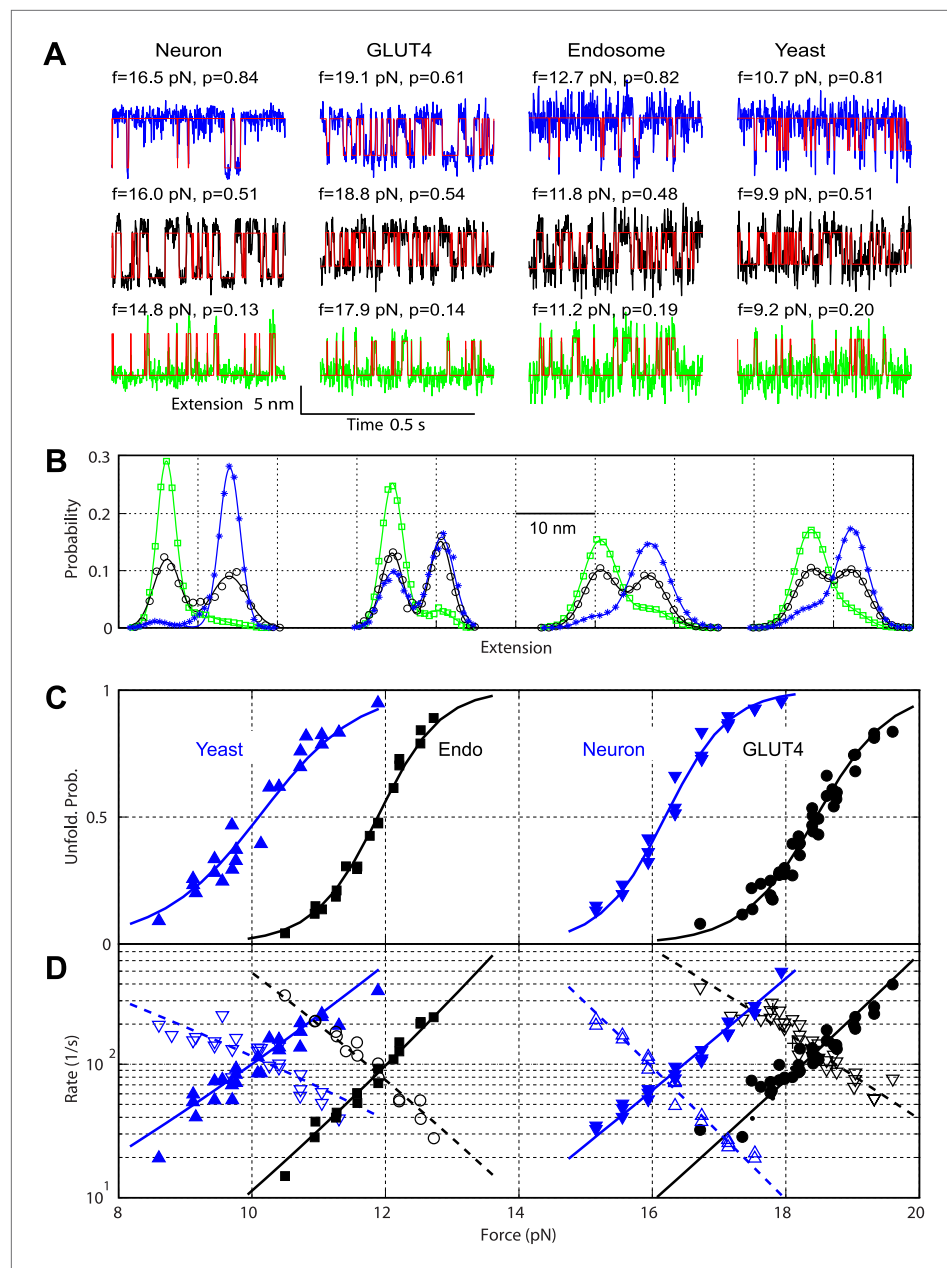 A
Neuron GLUT4 Endosome Yeast
f=16.5 pN, p=0.84 f=19.1 pN, p=0.61 f=12.7 pN, p=0.82 f=10.7 pN, p=0.81
f=16.0 pN, p=0.51 f=18.8 pN, p=0.54 f=11.8 pN, p=0.48 f=9.9 pN, p=0.51
f=14.8 pN, p=0.13 f=17.9 pN, p=0.14 f=11.2 pN, p=0.19 f=9.2 pN, p=0.20
Extension 5 nm
Time 0.5 s
B
0.3
0.2
0.1
0
Probability
10 nm
Extension
C
1
0.5
0
Unfold. Prob.
Yeast Endo Neuron GLUT4
D
10²
10¹
Rate (1/s)
8 10 12 14 16 18 20
Force (pN)